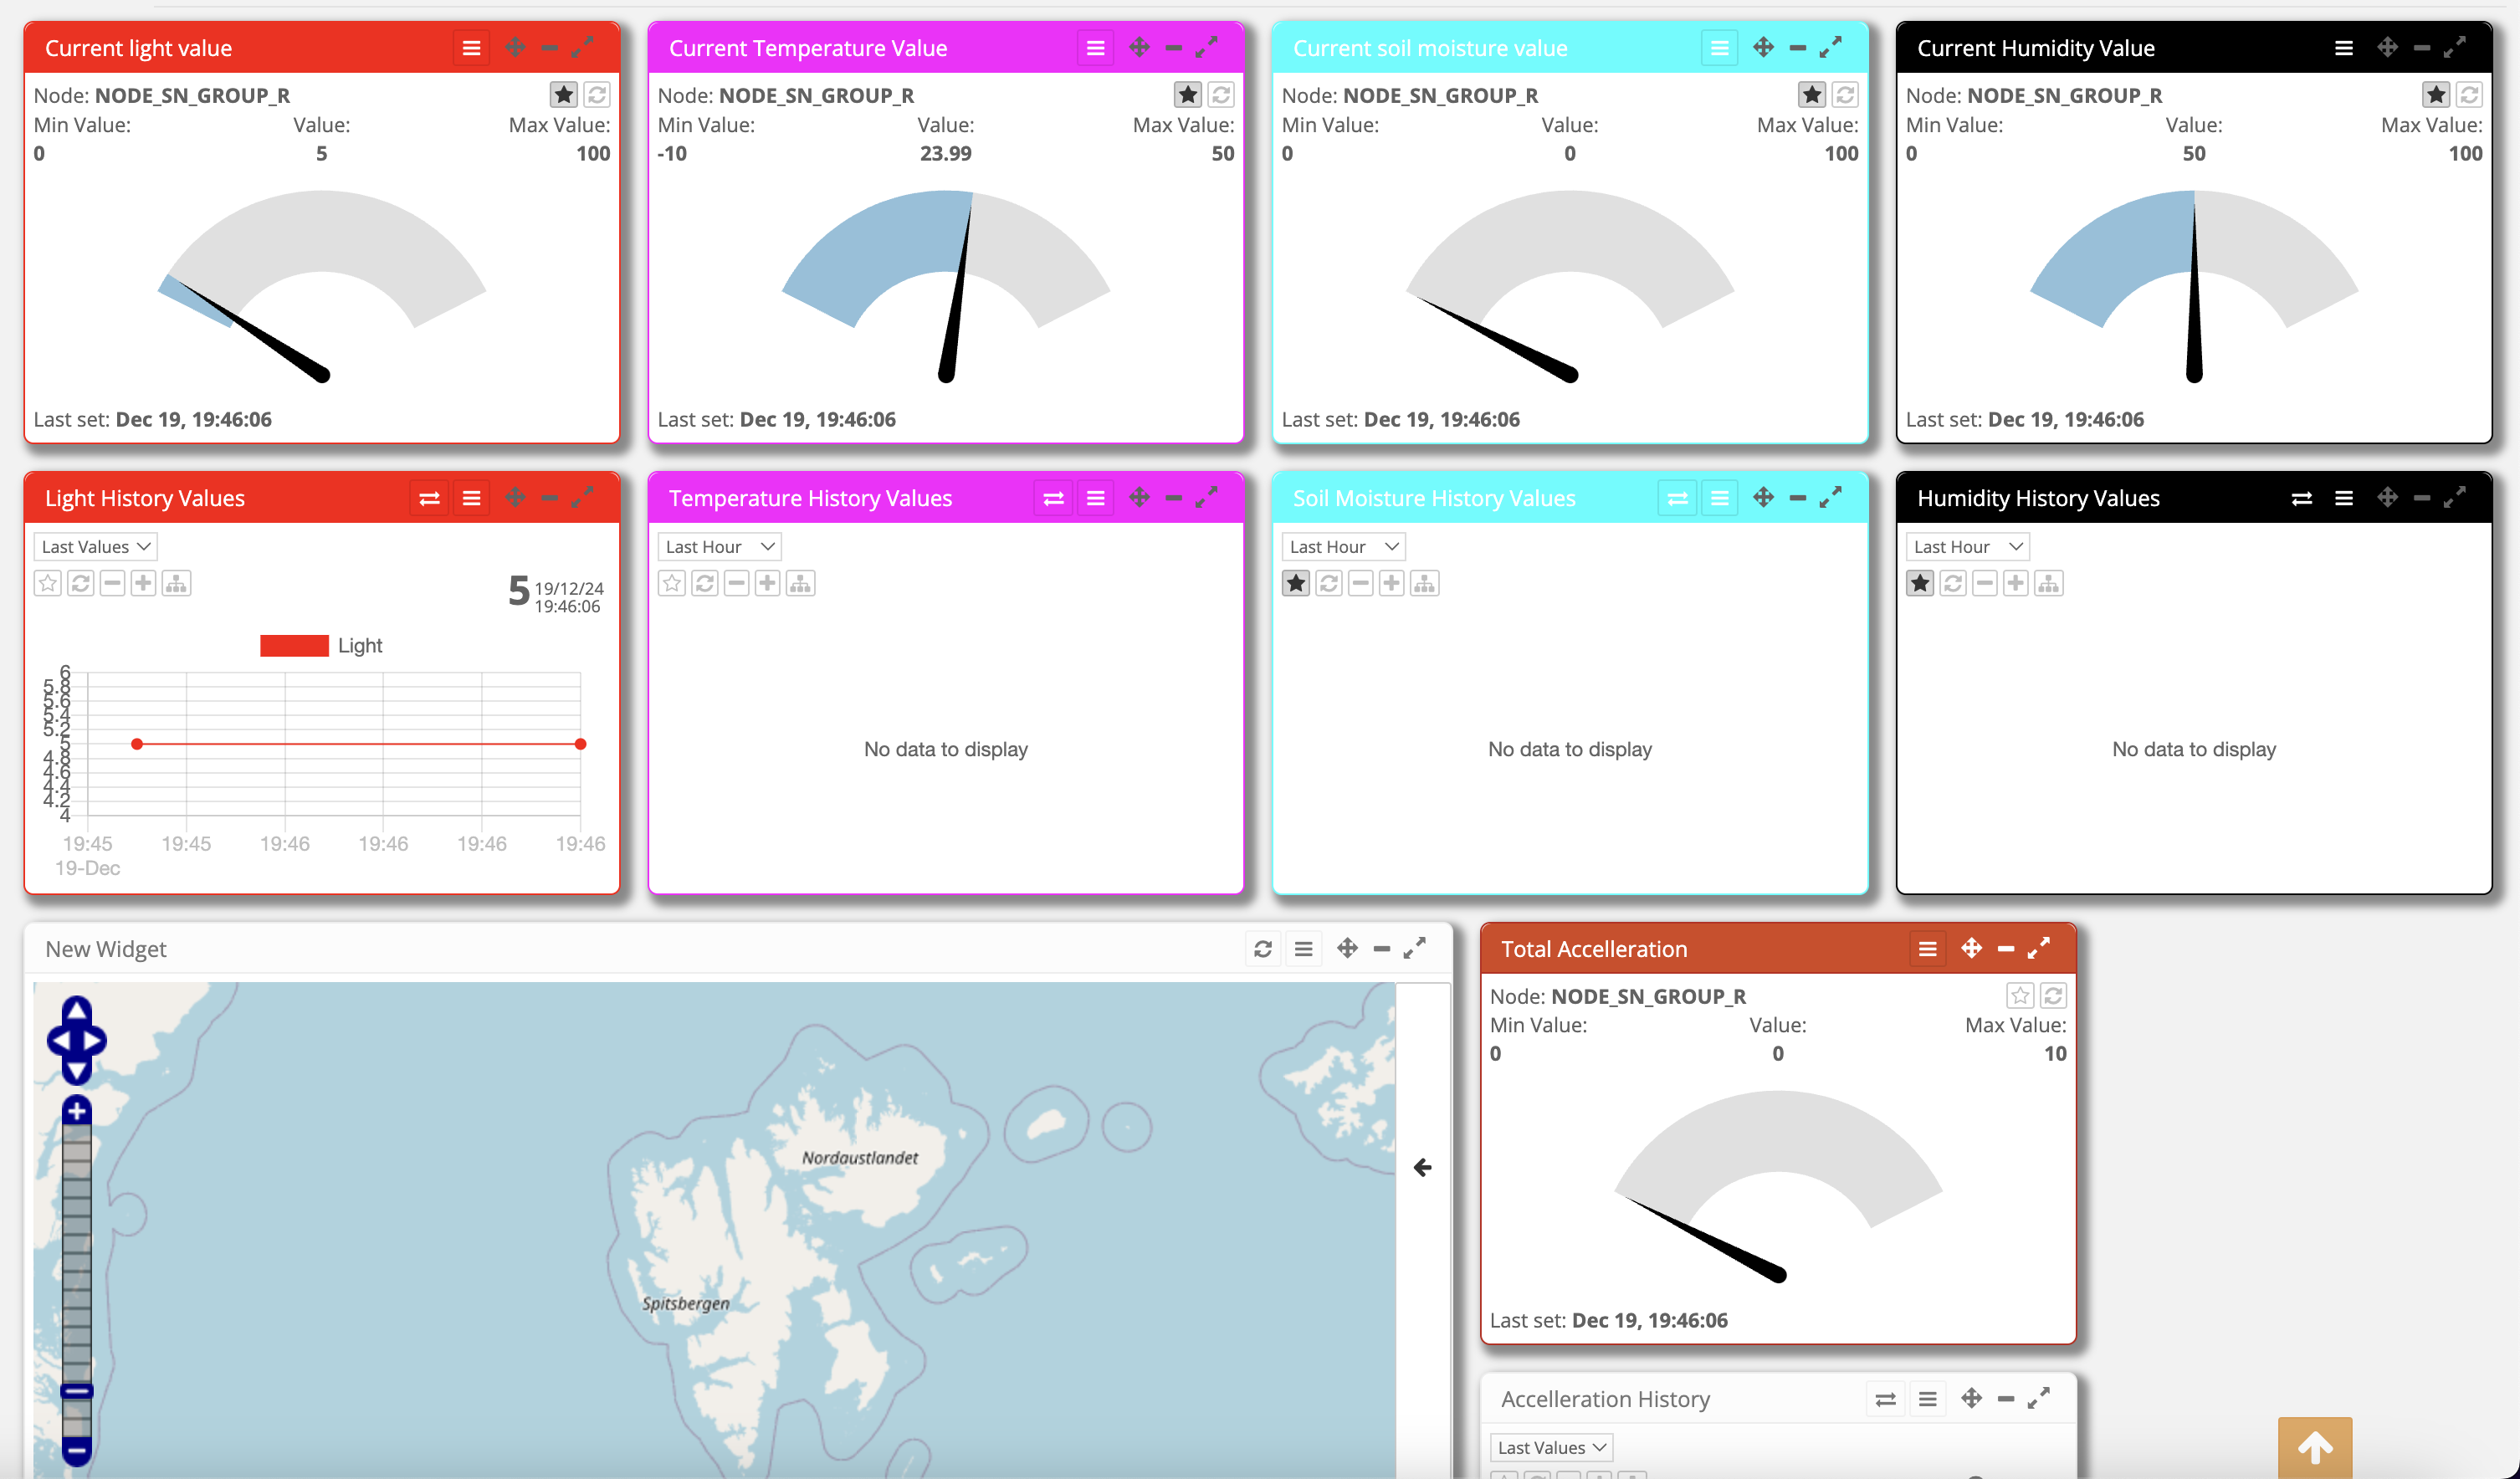 Current light value
Node: NODE_SN_GROUP_R
Min Value: Value: Max Value:
0 5 100
Last set: Dec 19, 19:46:06
Current Temperature Value
Node: NODE_SN_GROUP_R
Min Value: Value: Max Value:
-10 23.99 50
Last set: Dec 19, 19:46:06
Current soil moisture value
Node: NODE_SN_GROUP_R
Min Value: Value: Max Value:
0 0 100
Last set: Dec 19, 19:46:06
Current Humidity Value
Node: NODE_SN_GROUP_R
Min Value: Value: Max Value:
0 50 100
Last set: Dec 19, 19:46:06
Light History Values
Last Values
5 19/12/24
19:46:06
Light
6
5.8
5.6
5.4
5.2
5
4.8
4.6
4.4
4.2
4
19:45 19:45 19:46 19:46 19:46 19:46
19-Dec
Temperature History Values
Last Hour
No data to display
Soil Moisture History Values
Last Hour
No data to display
Humidity History Values
Last Hour
No data to display
New Widget
Nordaustlandet
Spitsbergen
Total Accelleration
Node: NODE_SN_GROUP_R
Min Value: Value: Max Value:
0 0 10
Last set: Dec 19, 19:46:06
Accelleration History
Last Values